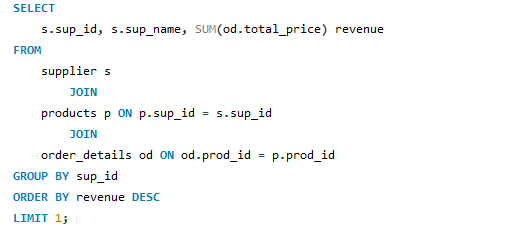 SELECT
s.sup_id, s.sup_name, SUM(od.total_price) revenue
FROM
supplier s
JOIN
products p ON p.sup_id = s.sup_id
JOIN
order_details od ON od.prod_id = p.prod_id
GROUP BY sup_id
ORDER BY revenue DESC
LIMIT 1;